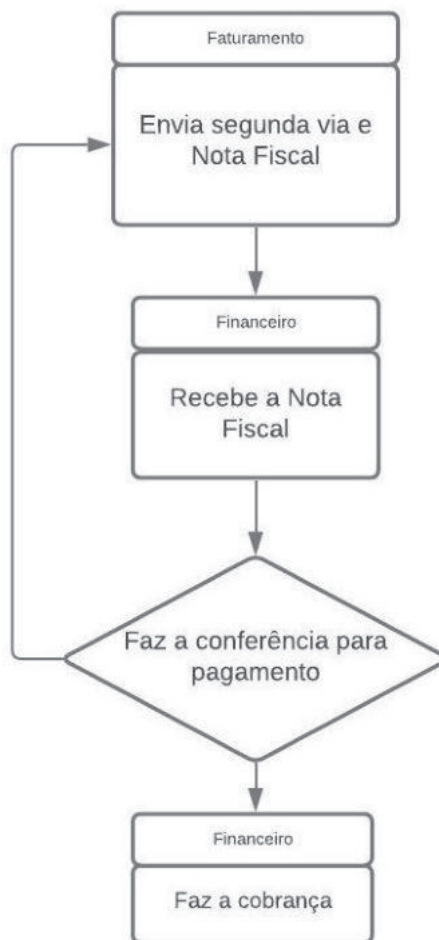 Faturamento
Envia segunda via e
Nota Fiscal
Financeiro
Recebe a Nota
Fiscal
Faz a conferência para
pagamento
Financeiro
Faz a cobrança